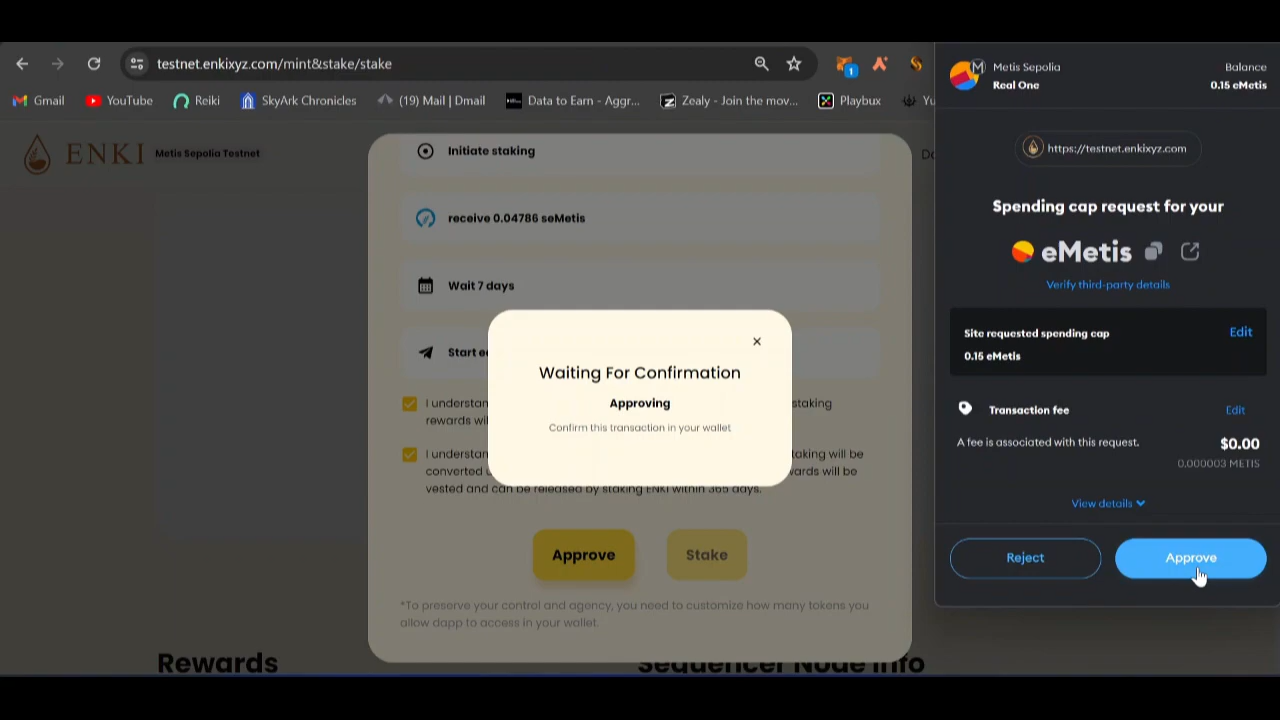 testnet.enkixyz.com/mint&stake/stake
1
Gmail
YouTube
Reiki
SkyArk Chronicles
(19) Mail | Dmail
Data to Earn - Aggr...
Zealy - Join the mov...
Playbux
ENKI
Metis Sepolia Testnet
Initiate staking
receive 0.04786 seMetis
Wait 7 days
I understan
staking
rewards wil
I understan
taking will be
converted
wards will be
vested and can be released by staking ENKI within 365 days.
Waiting For Confirmation
Approving
Confirm this transaction in your wallet
Approve
Stake
*To preserve your control and agency, you need to customize how many tokens you
allow dapp to access in your wallet.
Rewards
Sequencer Node Info
M
Metis Sepolia
Balance
Real One
0.15 eMetis
https://testnet.enkixyz.com
Spending cap request for your
eMetis
Verify third-party details
Site requested spending cap
Edit
0.15 eMetis
Transaction fee
Edit
A fee is associated with this request.
$0.00
0.000003 METIS
View details
Reject
Approve